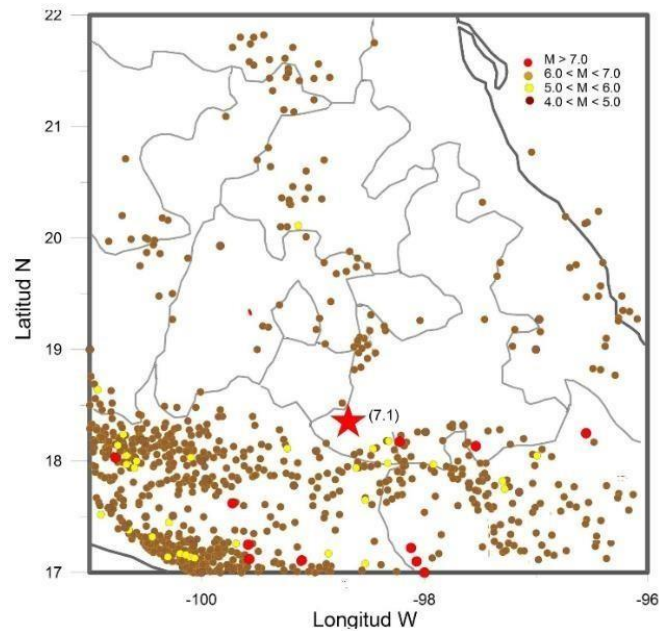 22
21
20
19
18
17
Latitud N
M > 7.0
6.0 < M < 7.0
5.0 < M < 6.0
4.0 < M < 5.0
(7.1)
-100
-98
-96
Longitud W